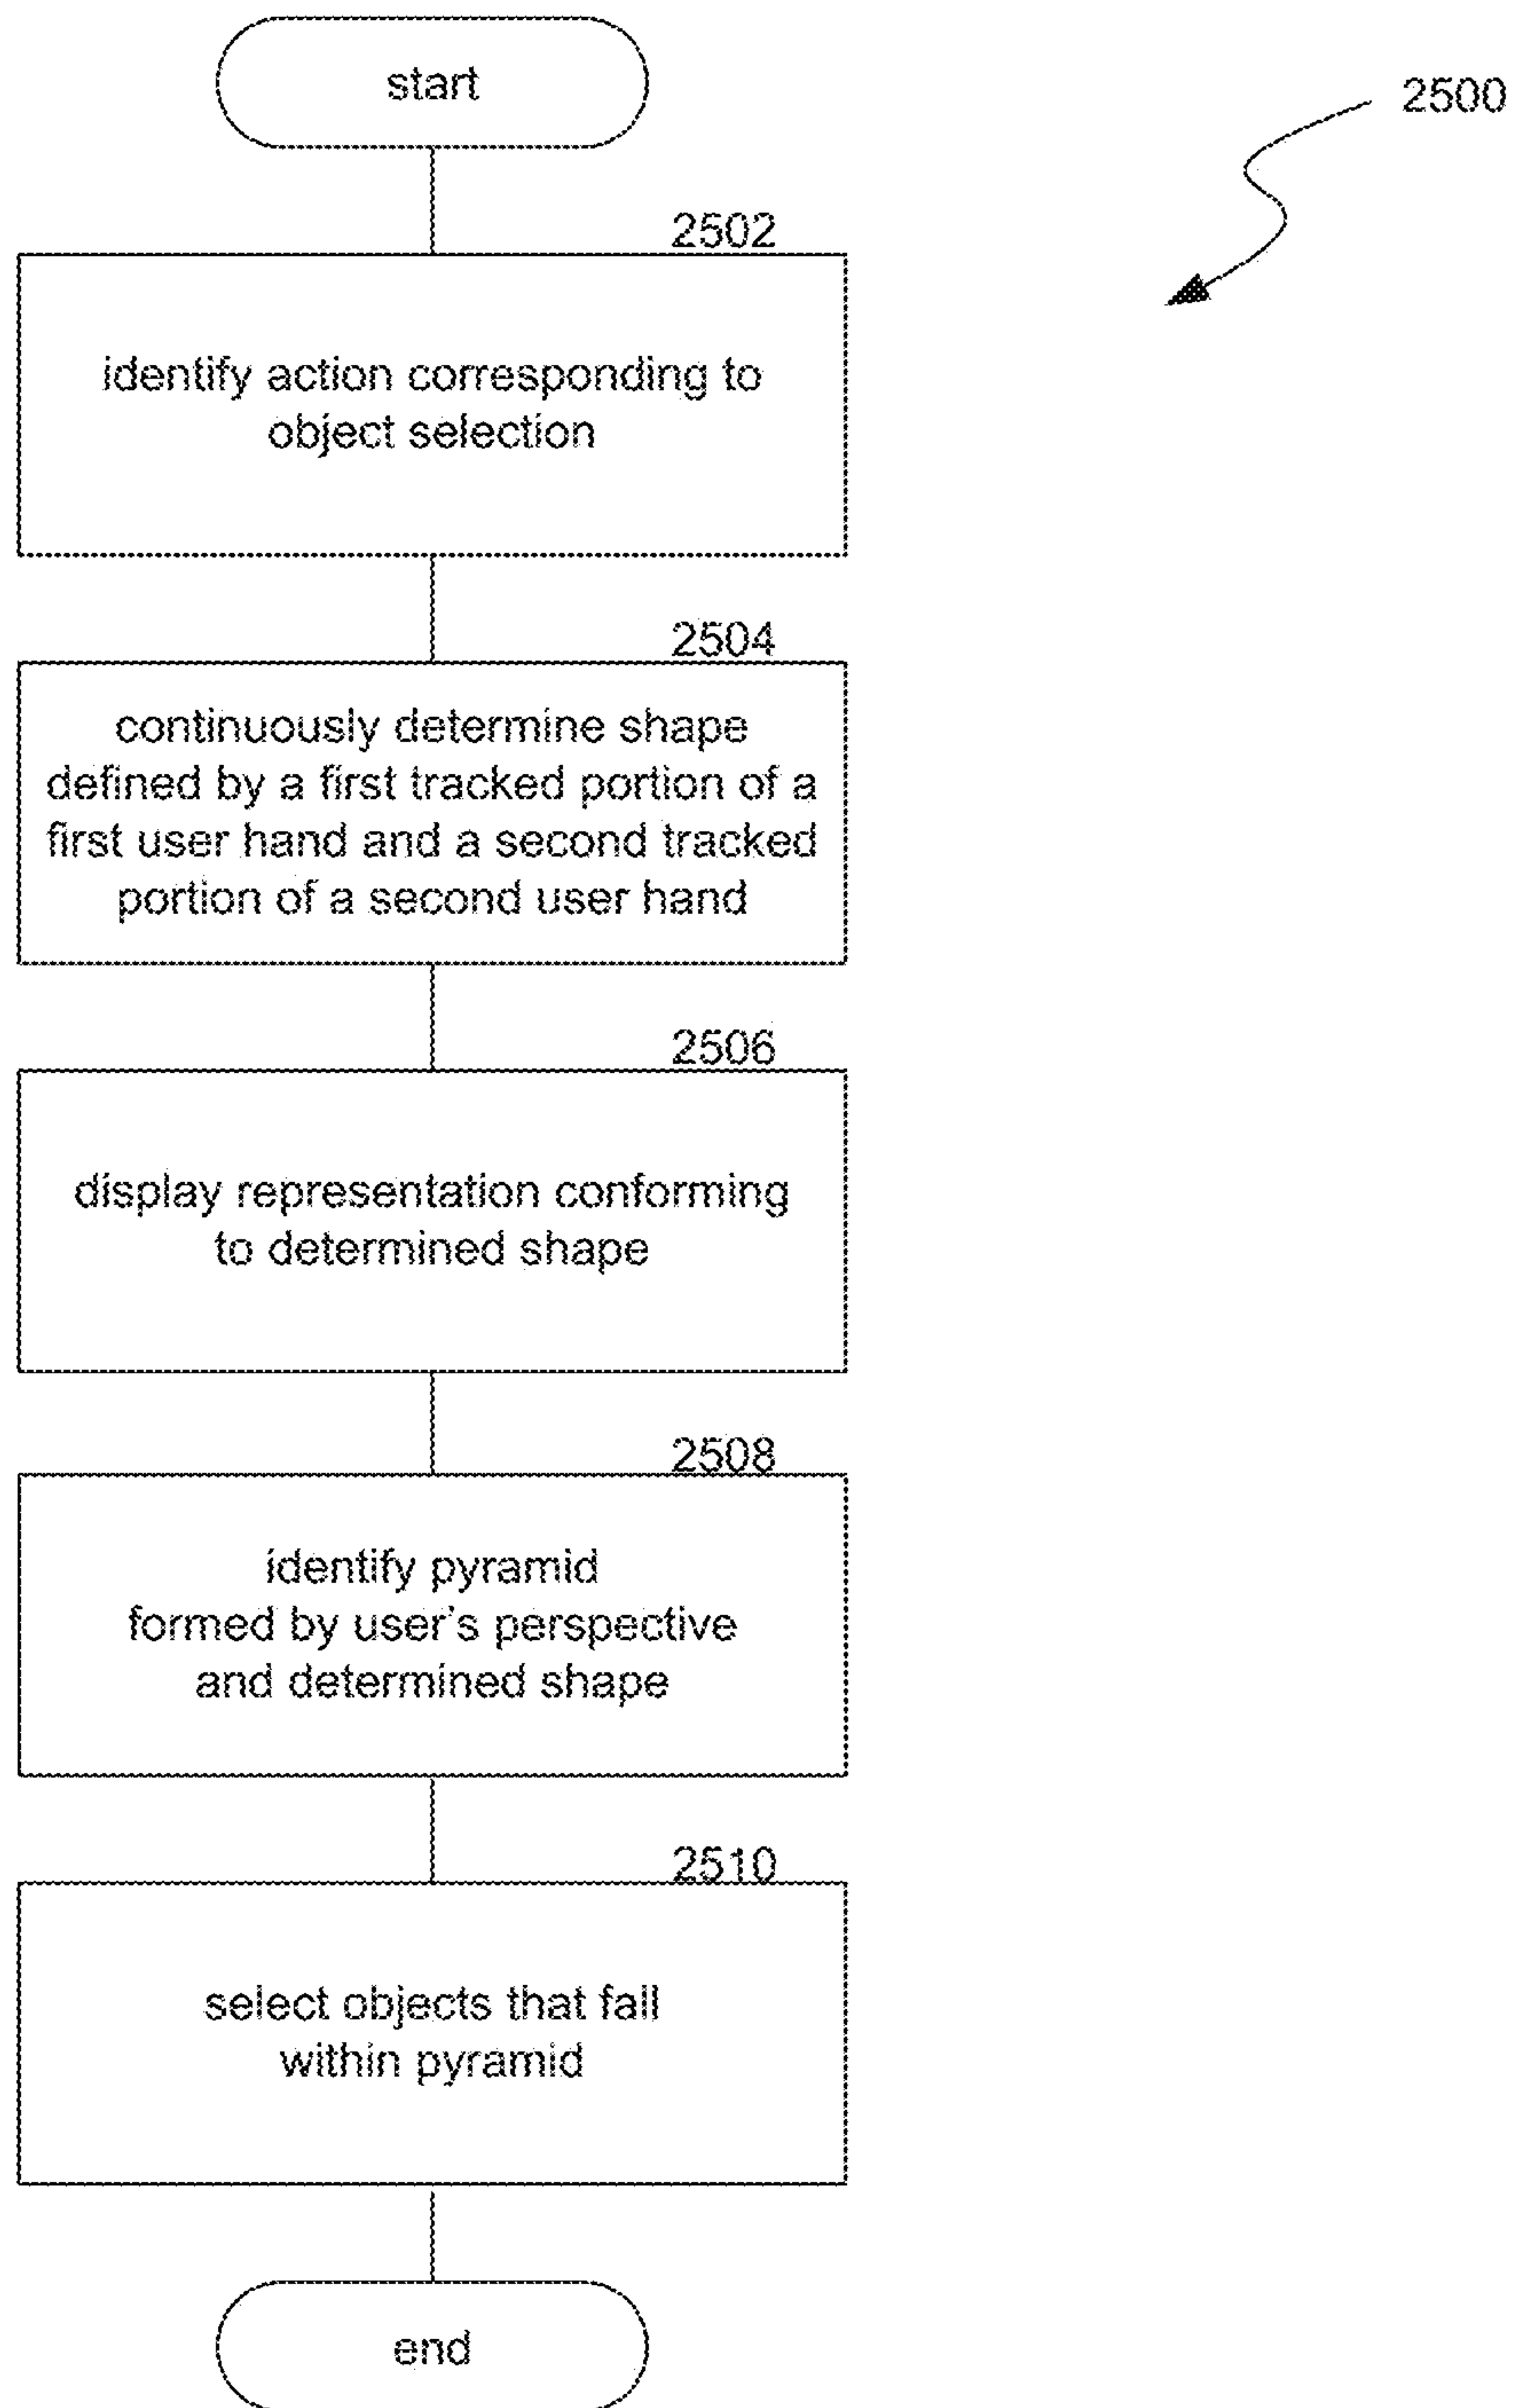 start
2500
2502
identify action corresponding to
object selection
2504
continuously determine shape
defined by a first tracked portion of a
first user hand and a second tracked
portion of a second user hand
2506
display representation conforming
to determined shape
2508
identify pyramid
formed by user's perspective
and determined shape
2510
select objects that fall
within pyramid
end